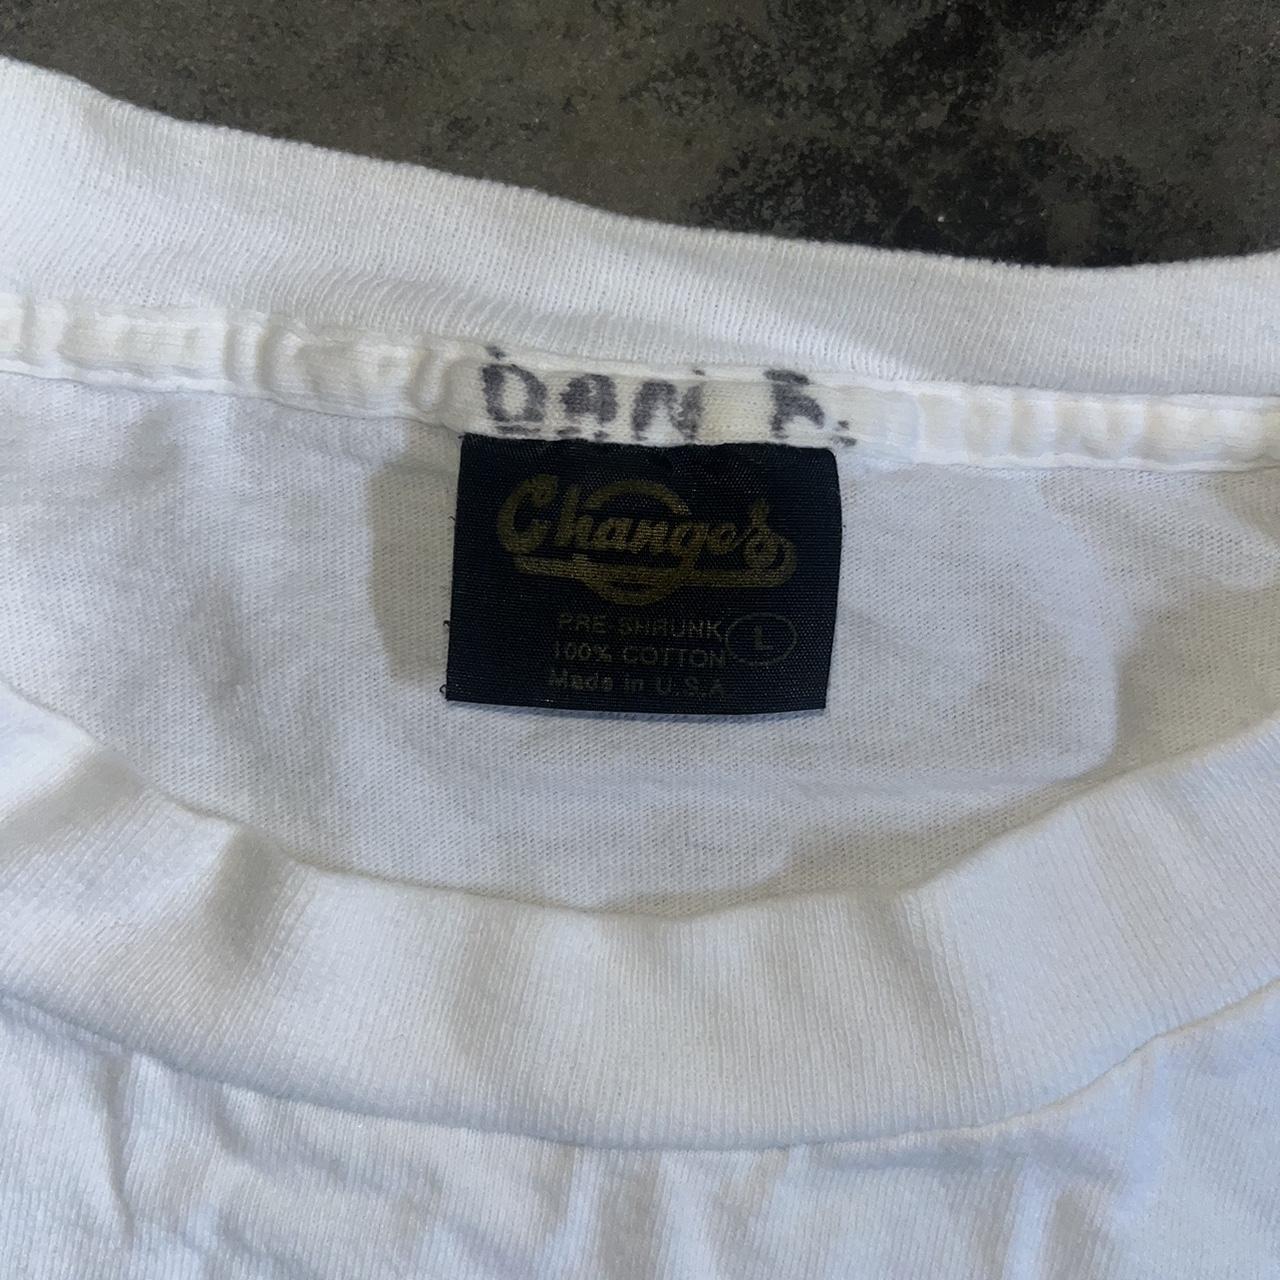 DAN F.
Changes
PRE-SHRUNK
100% COTTON
L
Made in U.S.A.